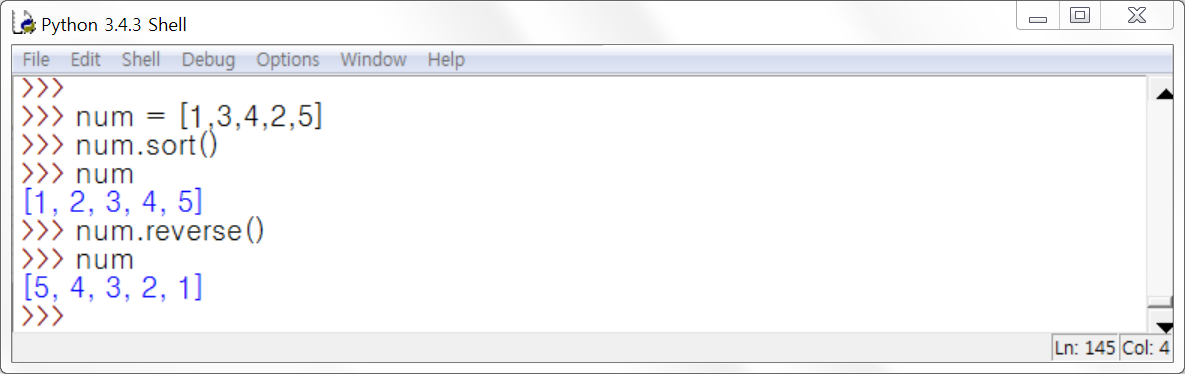 Python 3.4.3 Shell
File Edit Shell Debug Options Window Help
>>>
>>> num = [1,3,4,2,5]
>>> num.sort()
>>> num
[1, 2, 3, 4, 5]
>>> num.reverse()
>>> num
[5, 4, 3, 2, 1]
>>>
Ln: 145 Col: 4